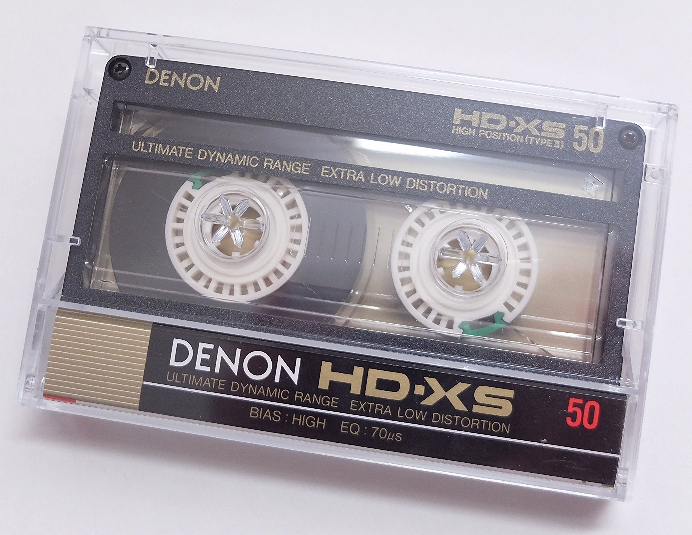 DENON
HD·XS 50
HIGH POSITION (TYPE II)
ULTIMATE DYNAMIC RANGE EXTRA LOW DISTORTION
DENON HD·XS 50
ULTIMATE DYNAMIC RANGE EXTRA LOW DISTORTION
BIAS : HIGH EQ : 70μs